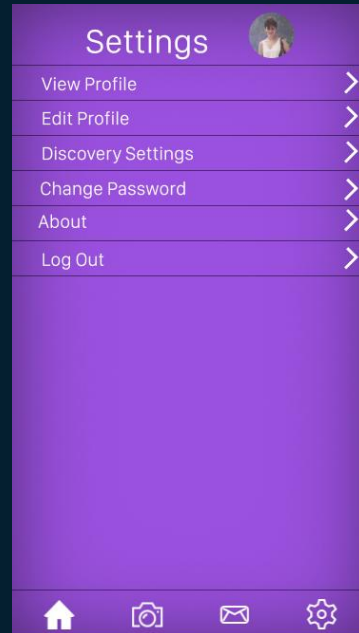 Settings
View Profile
Edit Profile
Discovery Settings
Change Password
About
Log Out